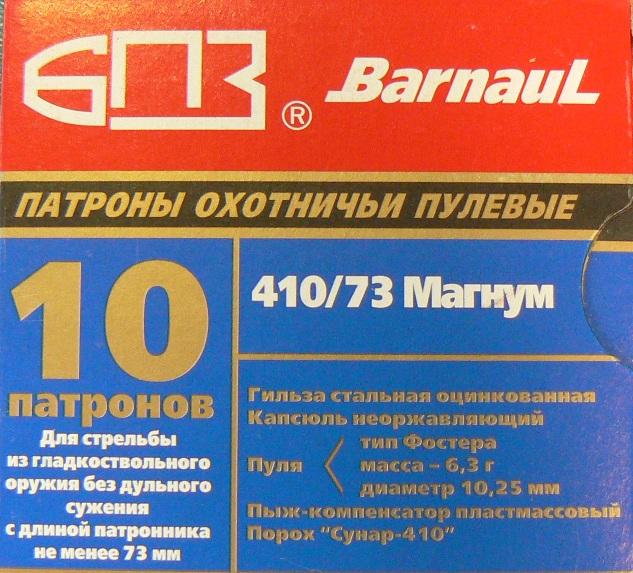 БПЗ ® Barnaul
ПАТРОНЫ ОХОТНИЧЬИ ПУЛЕВЫЕ
10
патронов
Для стрельбы
из гладкоствольного
оружия без дульного
сужения
с длиной патронника
не менее 73 мм
410/73 Магнум
Гильза стальная оцинкованная
Капсюль неоржавляющий
тип Фостера
Пуля масса – 6,3 г
диаметр 10,25 мм
Пыж-компенсатор пластмассовый
Порох "Сунар-410"